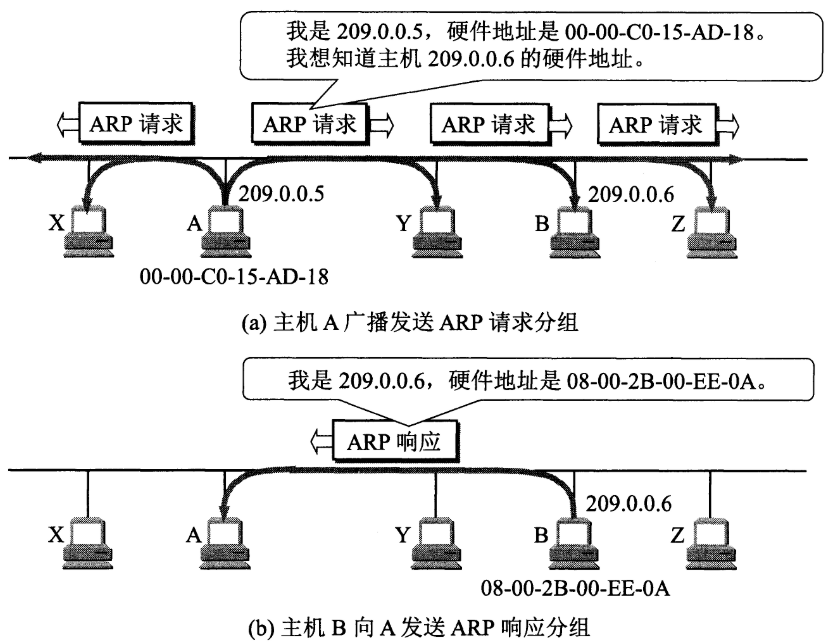 我是 209.0.0.5，硬件地址是 00-00-C0-15-AD-18。
我想知道主机 209.0.0.6 的硬件地址。
ARP 请求
ARP 请求
ARP 请求
ARP 请求
209.0.0.5
209.0.0.6
X
A
Y
B
Z
00-00-C0-15-AD-18
(a) 主机 A 广播发送 ARP 请求分组
我是 209.0.0.6，硬件地址是 08-00-2B-00-EE-0A。
ARP 响应
209.0.0.6
X
A
Y
B
Z
08-00-2B-00-EE-0A
(b) 主机 B 向 A 发送 ARP 响应分组